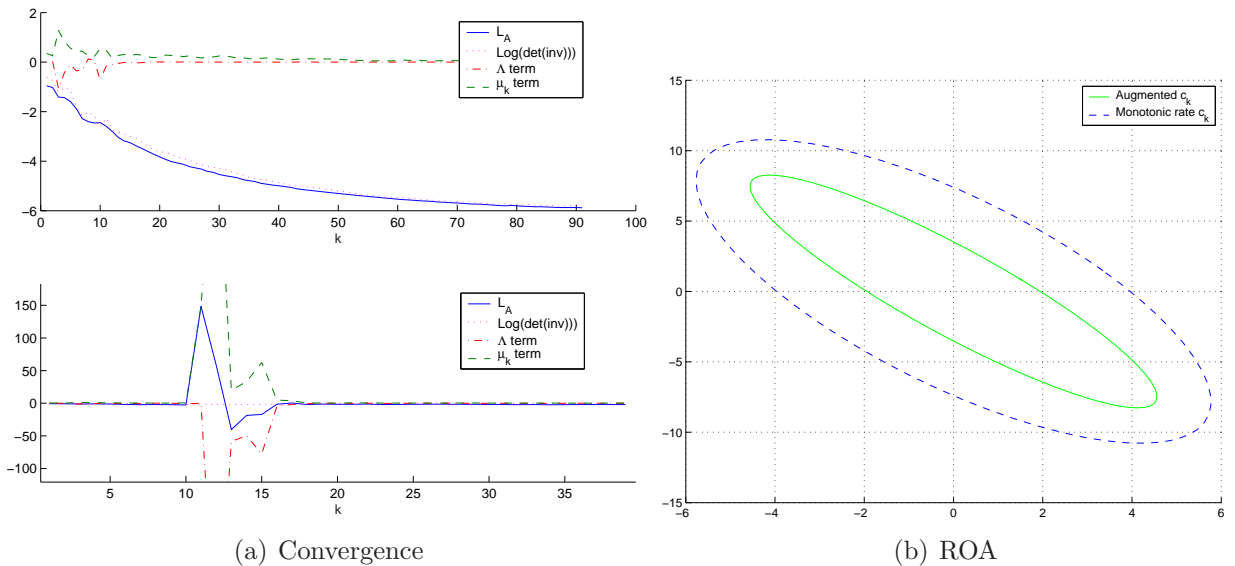 2
0
−2
−4
−6
0 10 20 30 40 50 60 70 80 90 100
k
L_A
Log(det(inv)))
Λ term
μ_k term
150
100
50
0
−50
−100
5 10 15 20 25 30 35
k
L_A
Log(det(inv)))
Λ term
μ_k term
(a) Convergence
15
10
5
0
−5
−10
−15
−6 −4 −2 0 2 4 6
Augmented c_k
Monotonic rate c_k
(b) ROA